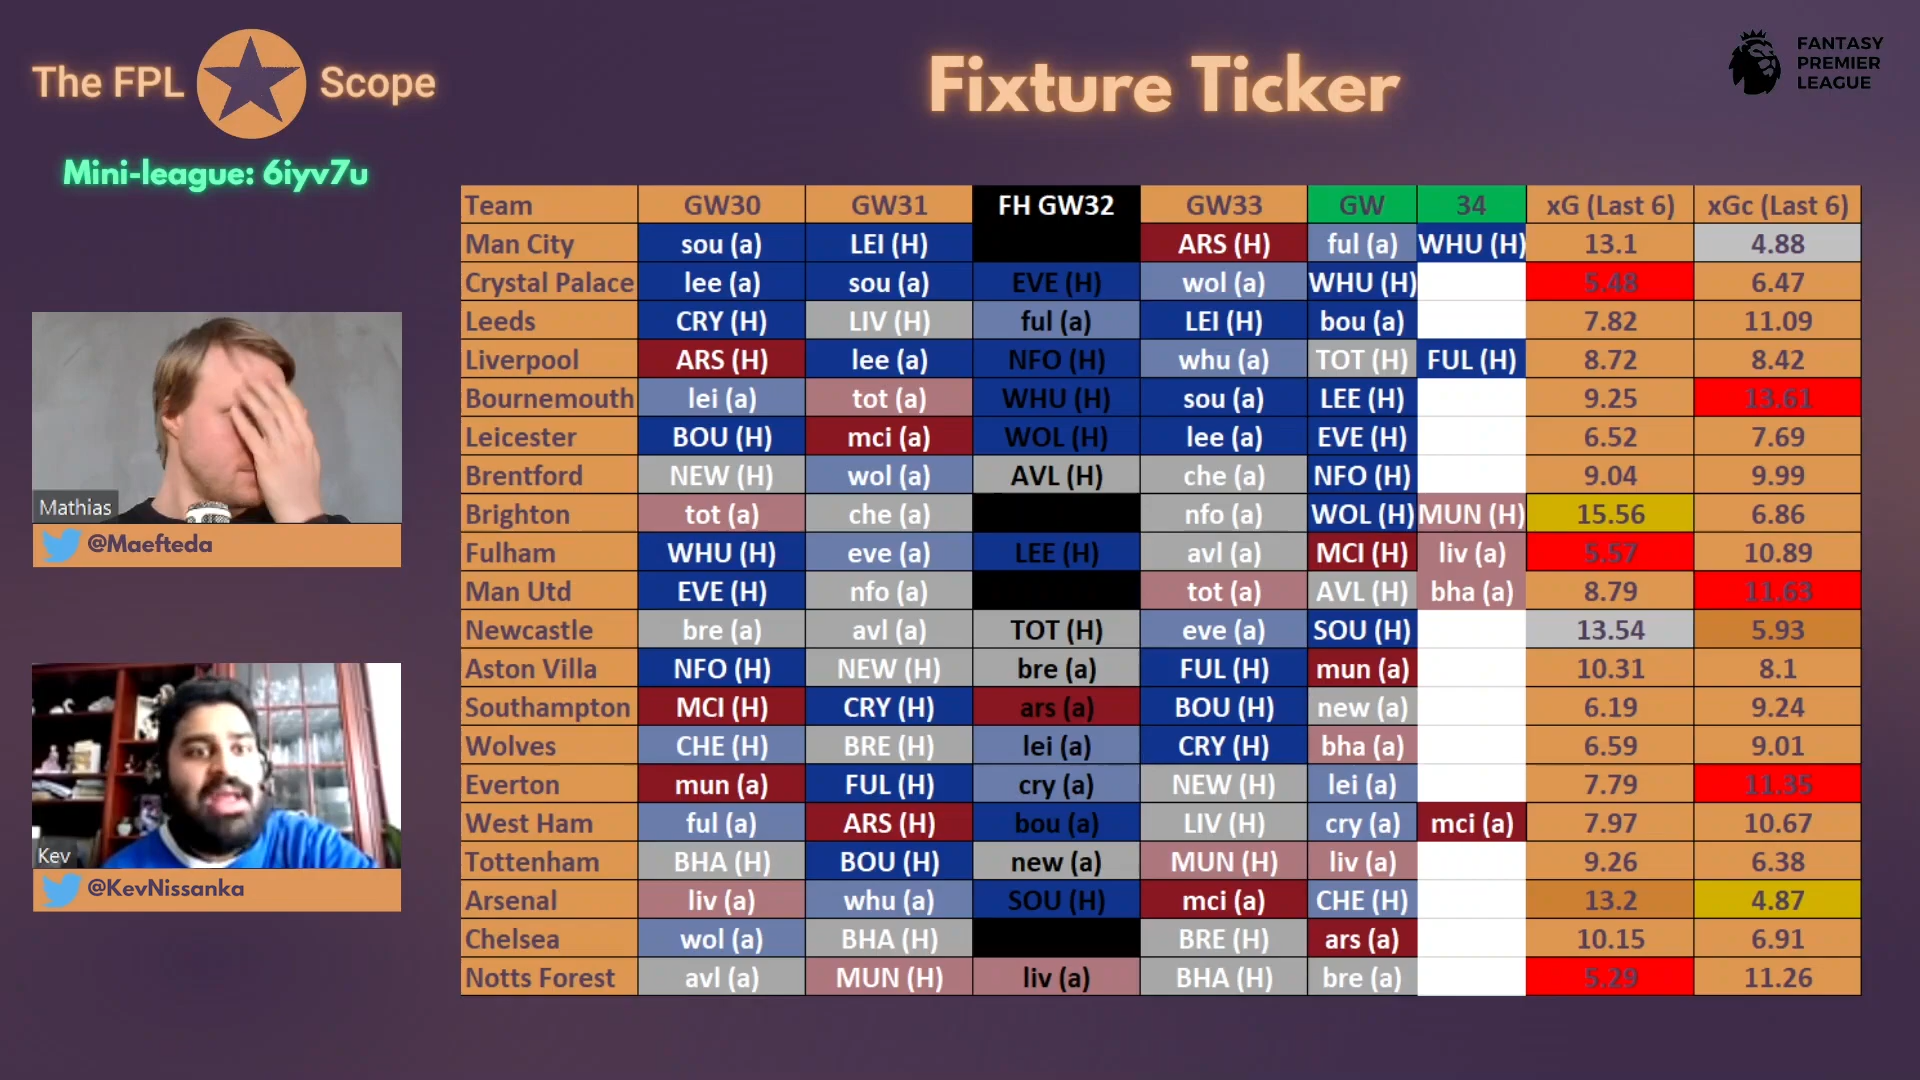 The FPL Scope
Fixture Ticker
FANTASY
PREMIER
LEAGUE
Mini-league: 6iyv7u
Team GW30 GW31 FH GW32 GW33 GW 34 xG (Last 6) xGc (Last 6)
Man City sou (a) LEI (H) ARS (H) ful (a) WHU (H) 13.1 4.88
Crystal Palace lee (a) sou (a) EVE (H) wol (a) WHU (H) 5.48 6.47
Leeds CRY (H) LIV (H) ful (a) LEI (H) bou (a) 7.82 11.09
Liverpool ARS (H) lee (a) NFO (H) whu (a) TOT (H) FUL (H) 8.72 8.42
Bournemouth lei (a) tot (a) WHU (H) sou (a) LEE (H) 9.25 13.61
Leicester BOU (H) mci (a) WOL (H) lee (a) EVE (H) 6.52 7.69
Brentford NEW (H) wol (a) AVL (H) che (a) NFO (H) 9.04 9.99
Brighton tot (a) che (a) nfo (a) WOL (H) MUN (H) 15.56 6.86
Fulham WHU (H) eve (a) LEE (H) avl (a) MCI (H) liv (a) 5.57 10.89
Man Utd EVE (H) nfo (a) tot (a) AVL (H) bha (a) 8.79 11.63
Newcastle bre (a) avl (a) TOT (H) eve (a) SOU (H) 13.54 5.93
Aston Villa NFO (H) NEW (H) bre (a) FUL (H) mun (a) 10.31 8.1
Southampton MCI (H) CRY (H) ars (a) BOU (H) new (a) 6.19 9.24
Wolves CHE (H) BRE (H) lei (a) CRY (H) bha (a) 6.59 9.01
Everton mun (a) FUL (H) cry (a) NEW (H) lei (a) 7.79 11.35
West Ham ful (a) ARS (H) bou (a) LIV (H) cry (a) mci (a) 7.97 10.67
Tottenham BHA (H) BOU (H) new (a) MUN (H) liv (a) 9.26 6.38
Arsenal liv (a) whu (a) SOU (H) mci (a) CHE (H) 13.2 4.87
Chelsea wol (a) BHA (H) BRE (H) ars (a) 10.15 6.91
Notts Forest avl (a) MUN (H) liv (a) BHA (H) bre (a) 5.29 11.26
Mathias
@Maefteda
Kev
@KevNissanka